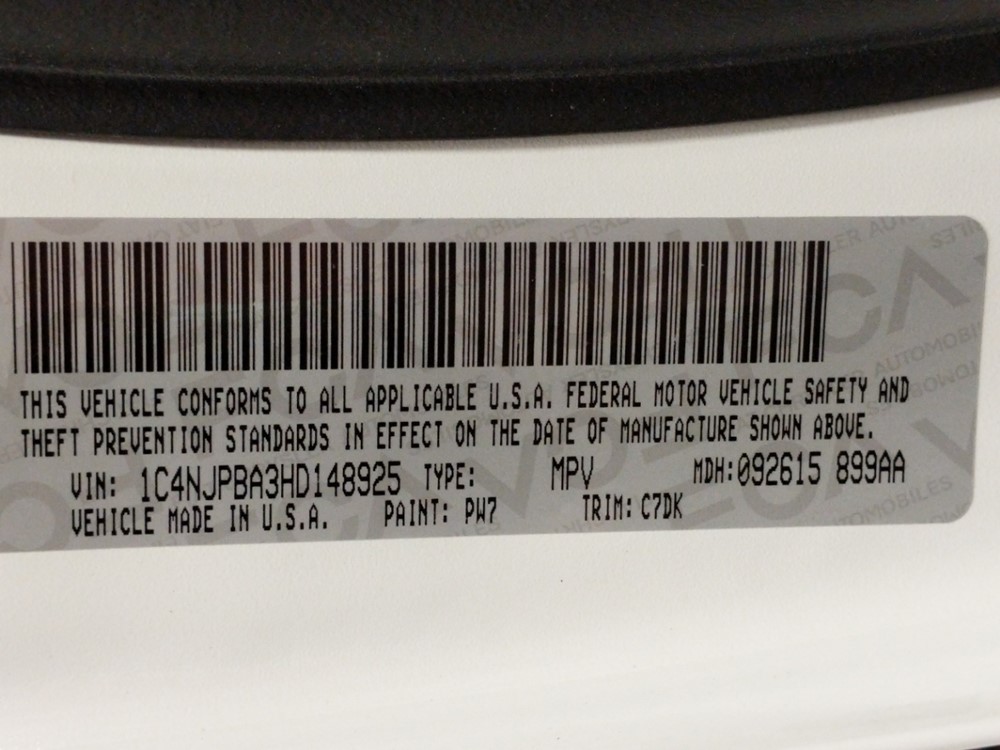 THIS VEHICLE CONFORMS TO ALL APPLICABLE U.S.A. FEDERAL MOTOR VEHICLE SAFETY AND
THEFT PREVENTION STANDARDS IN EFFECT ON THE DATE OF MANUFACTURE SHOWN ABOVE.
VIN: 1C4NJPBA3HD148925 TYPE: MPV MDH:092615 899AA
VEHICLE MADE IN U.S.A. PAINT: PW7 TRIM: C7DK